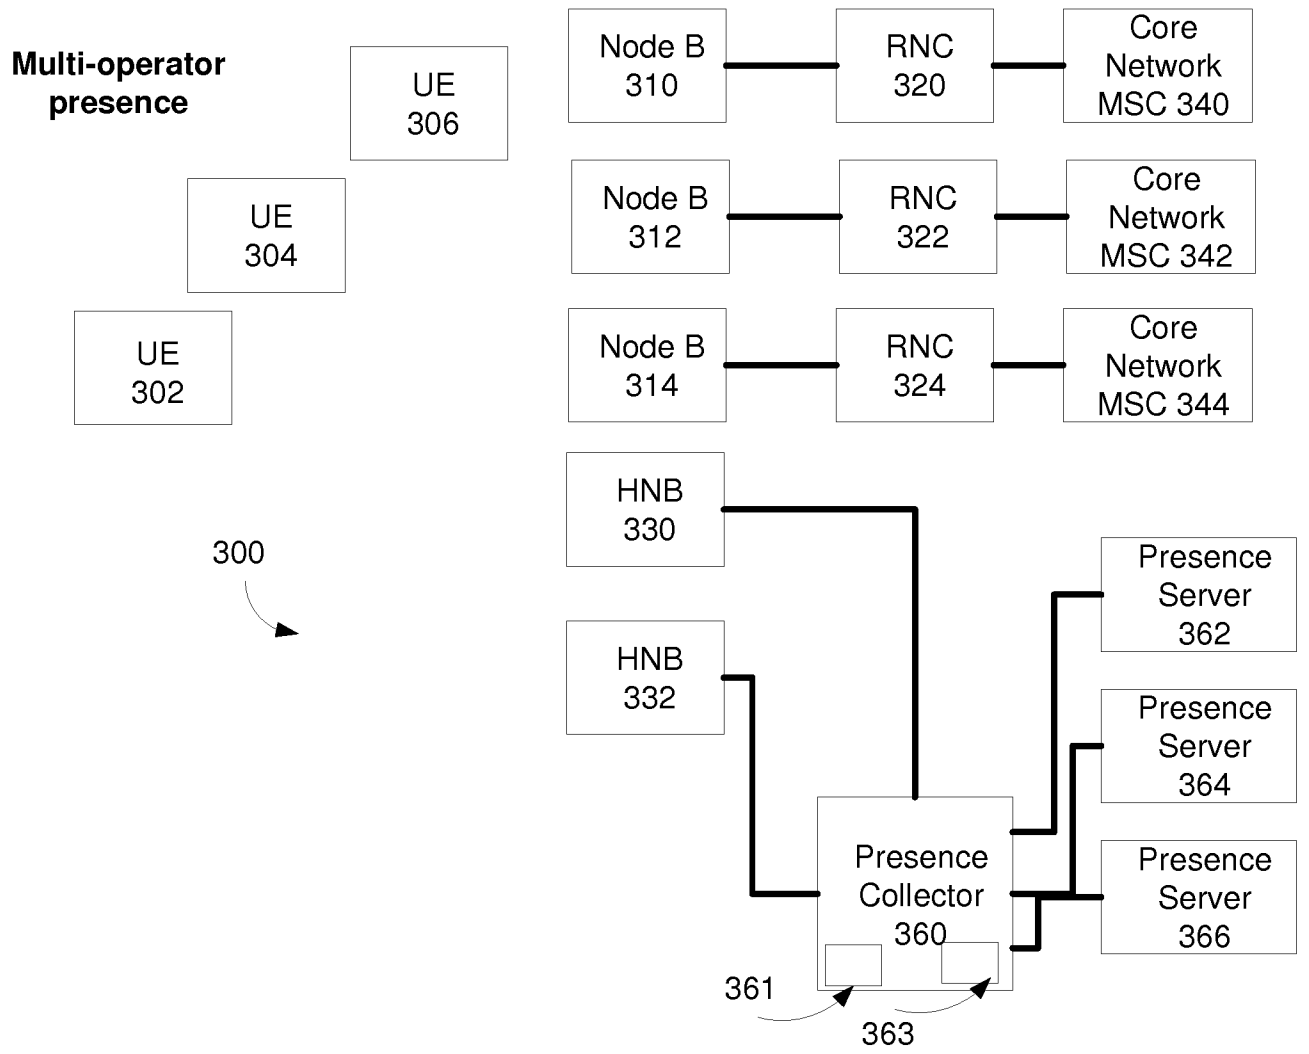 Multi-operator
presence
UE
306
UE
304
UE
302
Node B
310
RNC
320
Core
Network
MSC 340
Node B
312
RNC
322
Core
Network
MSC 342
Node B
314
RNC
324
Core
Network
MSC 344
HNB
330
300
HNB
332
Presence
Server
362
Presence
Server
364
Presence
Collector
360
Presence
Server
366
361
363